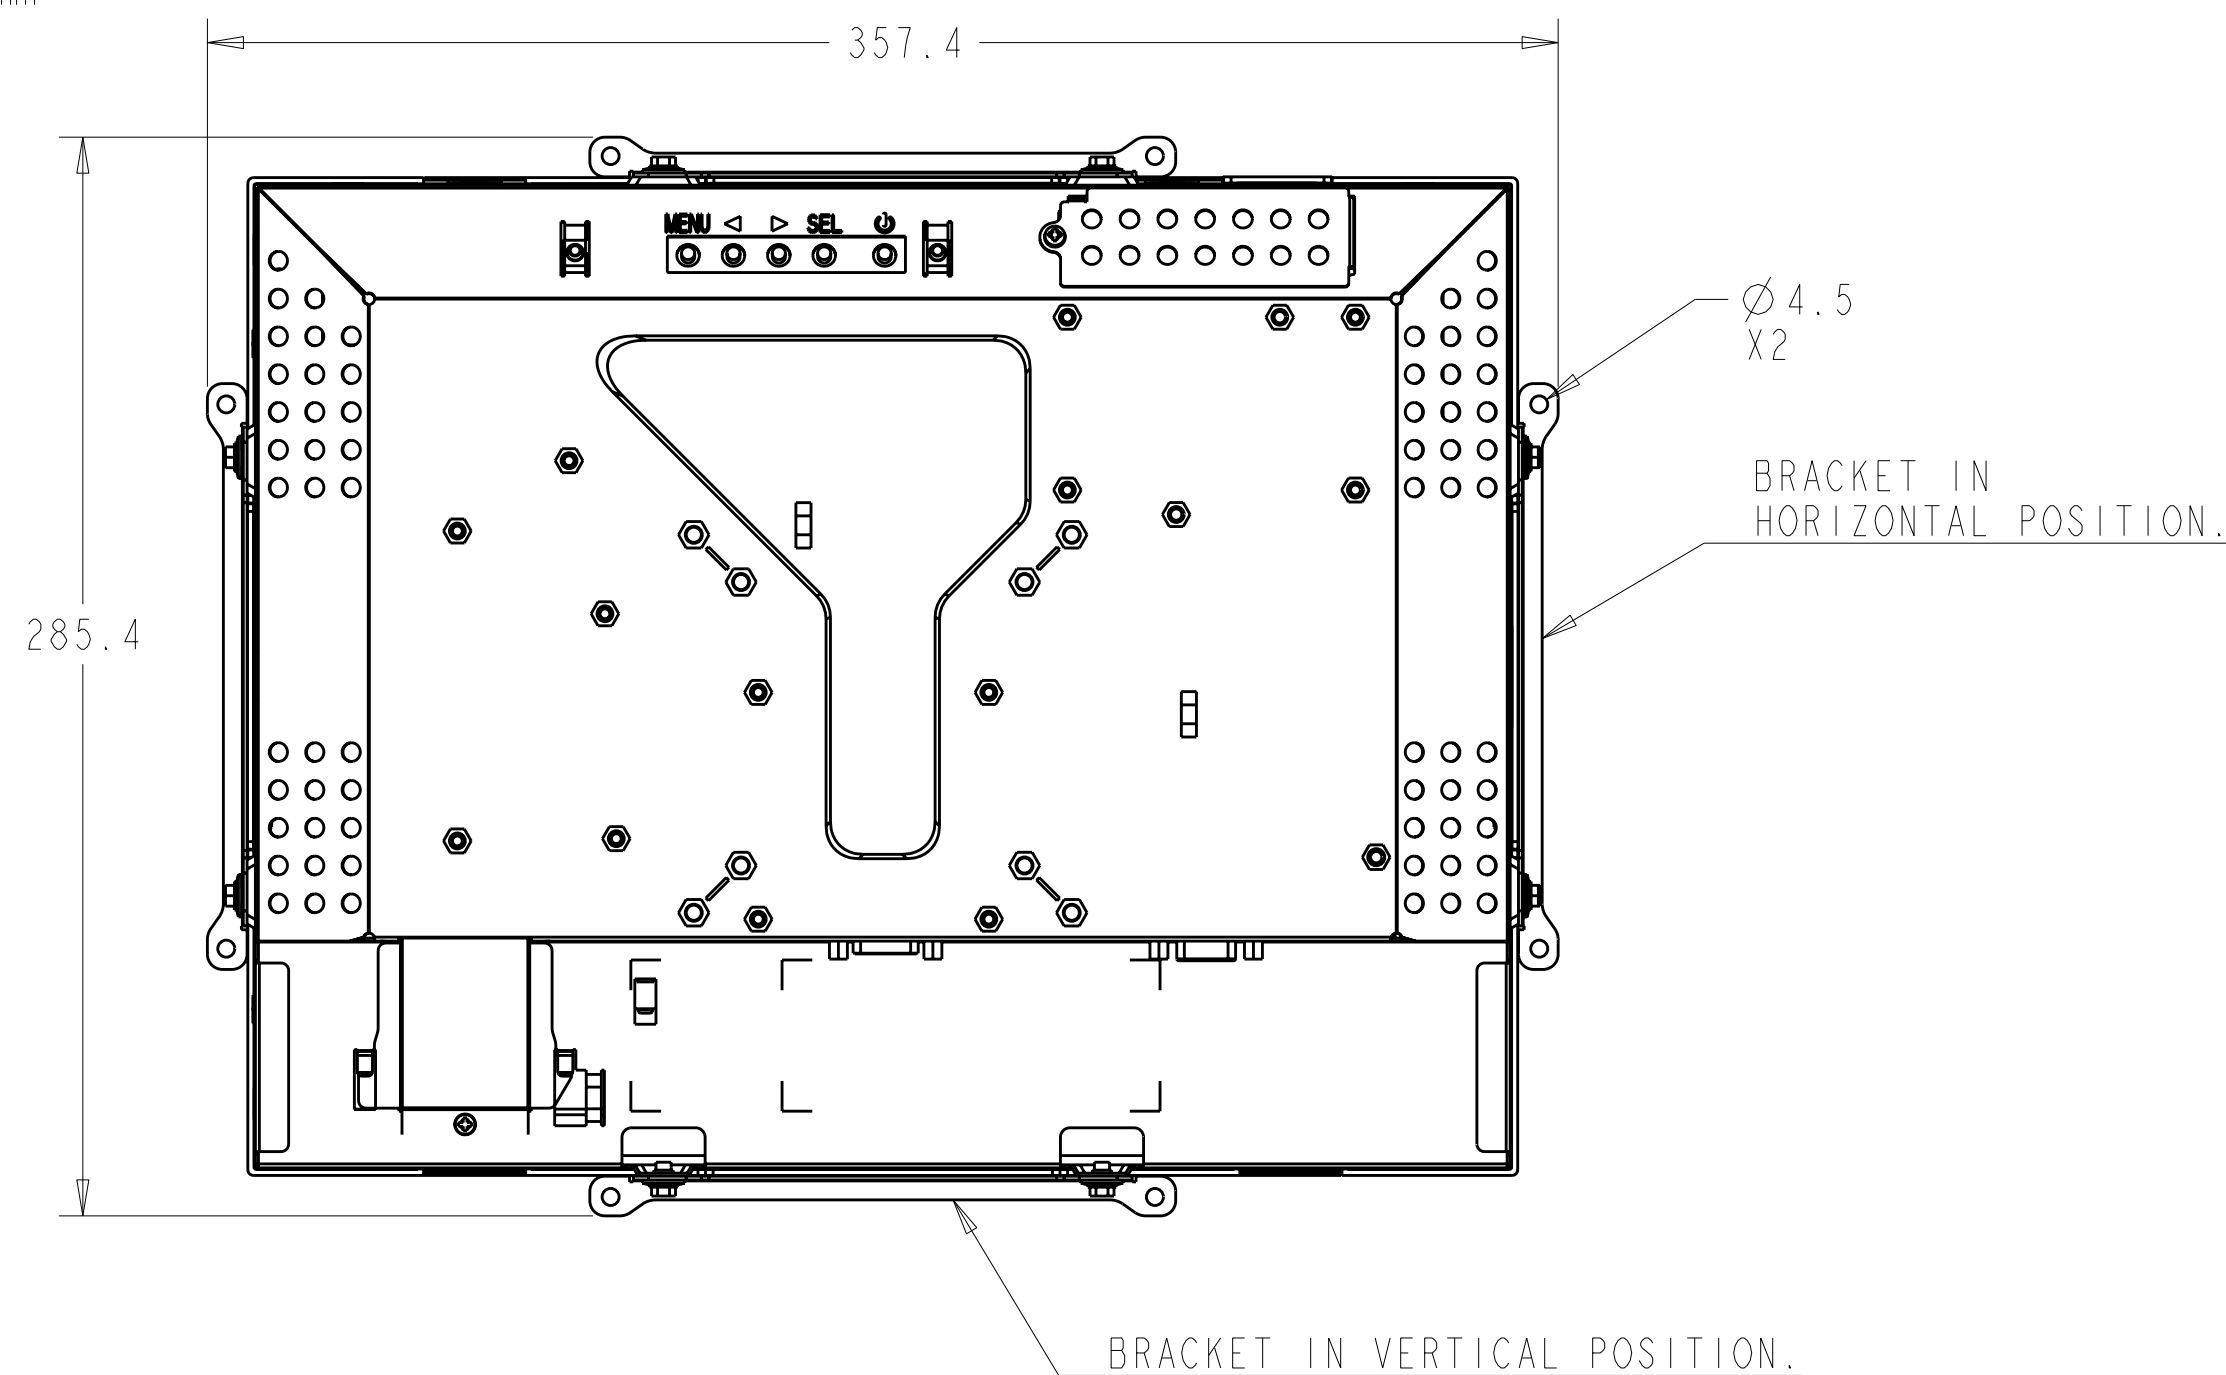 357.4
MENU SEL
Ø4.5
X2
BRACKET IN
HORIZONTAL POSITION.
285.4
BRACKET IN VERTICAL POSITION.